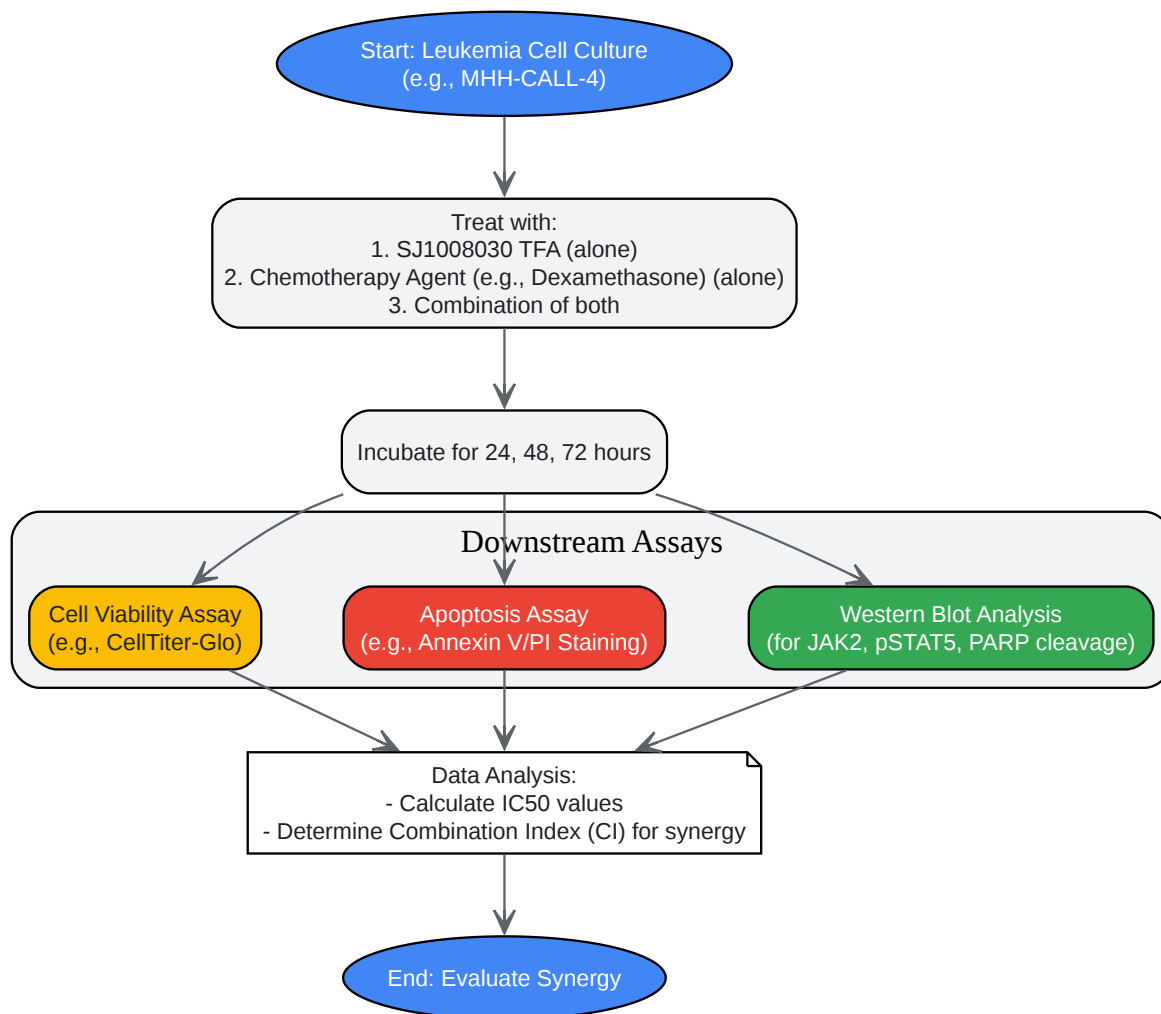 Start: Leukemia Cell Culture
(e.g., MHH-CALL-4)
Treat with:
1. SJ1008030 TFA (alone)
2. Chemotherapy Agent (e.g., Dexamethasone) (alone)
3. Combination of both
Incubate for 24, 48, 72 hours
Downstream Assays
Cell Viability Assay
(e.g., CellTiter-Glo)
Apoptosis Assay
(e.g., Annexin V/PI Staining)
Western Blot Analysis
(for JAK2, pSTAT5, PARP cleavage)
Data Analysis:
- Calculate IC50 values
- Determine Combination Index (CI) for synergy
End: Evaluate Synergy